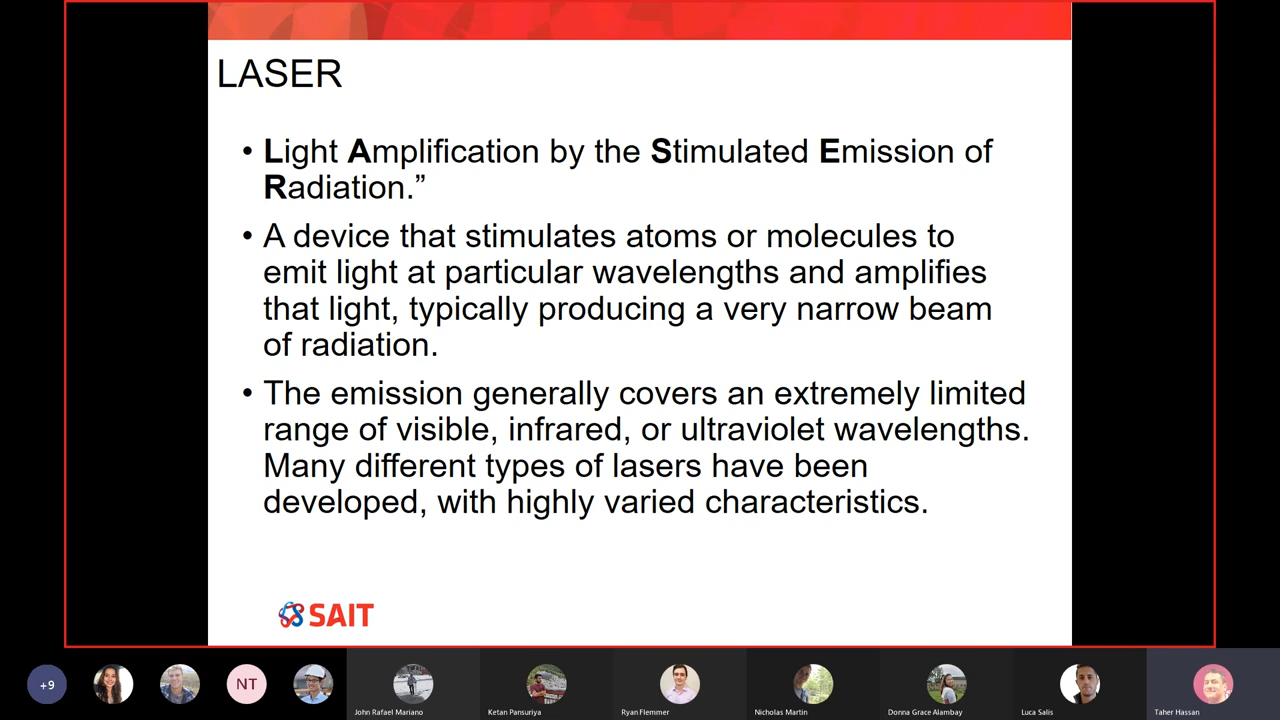 LASER
• Light Amplification by the Stimulated Emission of
Radiation.”
• A device that stimulates atoms or molecules to
emit light at particular wavelengths and amplifies
that light, typically producing a very narrow beam
of radiation.
• The emission generally covers an extremely limited
range of visible, infrared, or ultraviolet wavelengths.
Many different types of lasers have been
developed, with highly varied characteristics.
SAIT
+9
NT
John Rafael Mariano
Ketan Pansuriya
Ryan Flemmer
Nicholas Martin
Donna Grace Alambay
Luca Salis
Taher Hassan